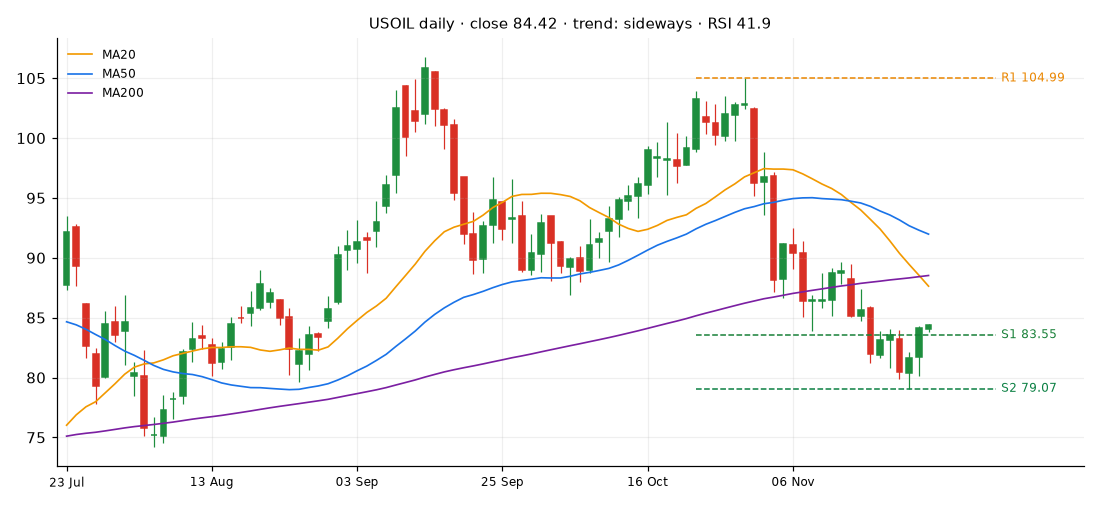 USOIL daily · close 84.42 · trend: sideways · RSI 41.9
MA20
MA50
MA200
105
100
95
90
85
80
75
R1 104.99
S1 83.55
S2 79.07
23 Jul
13 Aug
03 Sep
25 Sep
16 Oct
06 Nov